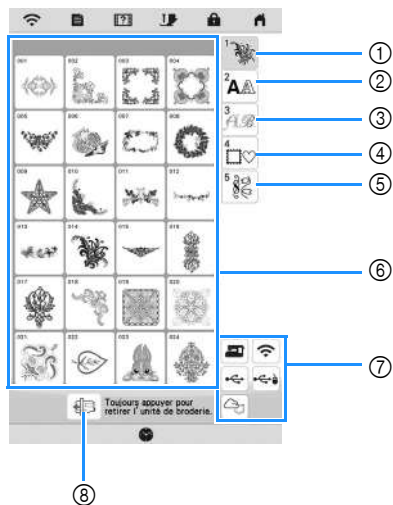 1
2 AA
3 AB
4
5
001 002 003 004
005 006 007 008
009 010 011 012
013 014 015 016
017 018 019 020
021 022 023 024
Toujours appuyer pour
retirer l'unité de broderie.
①
②
③
④
⑤
⑥
⑦
⑧